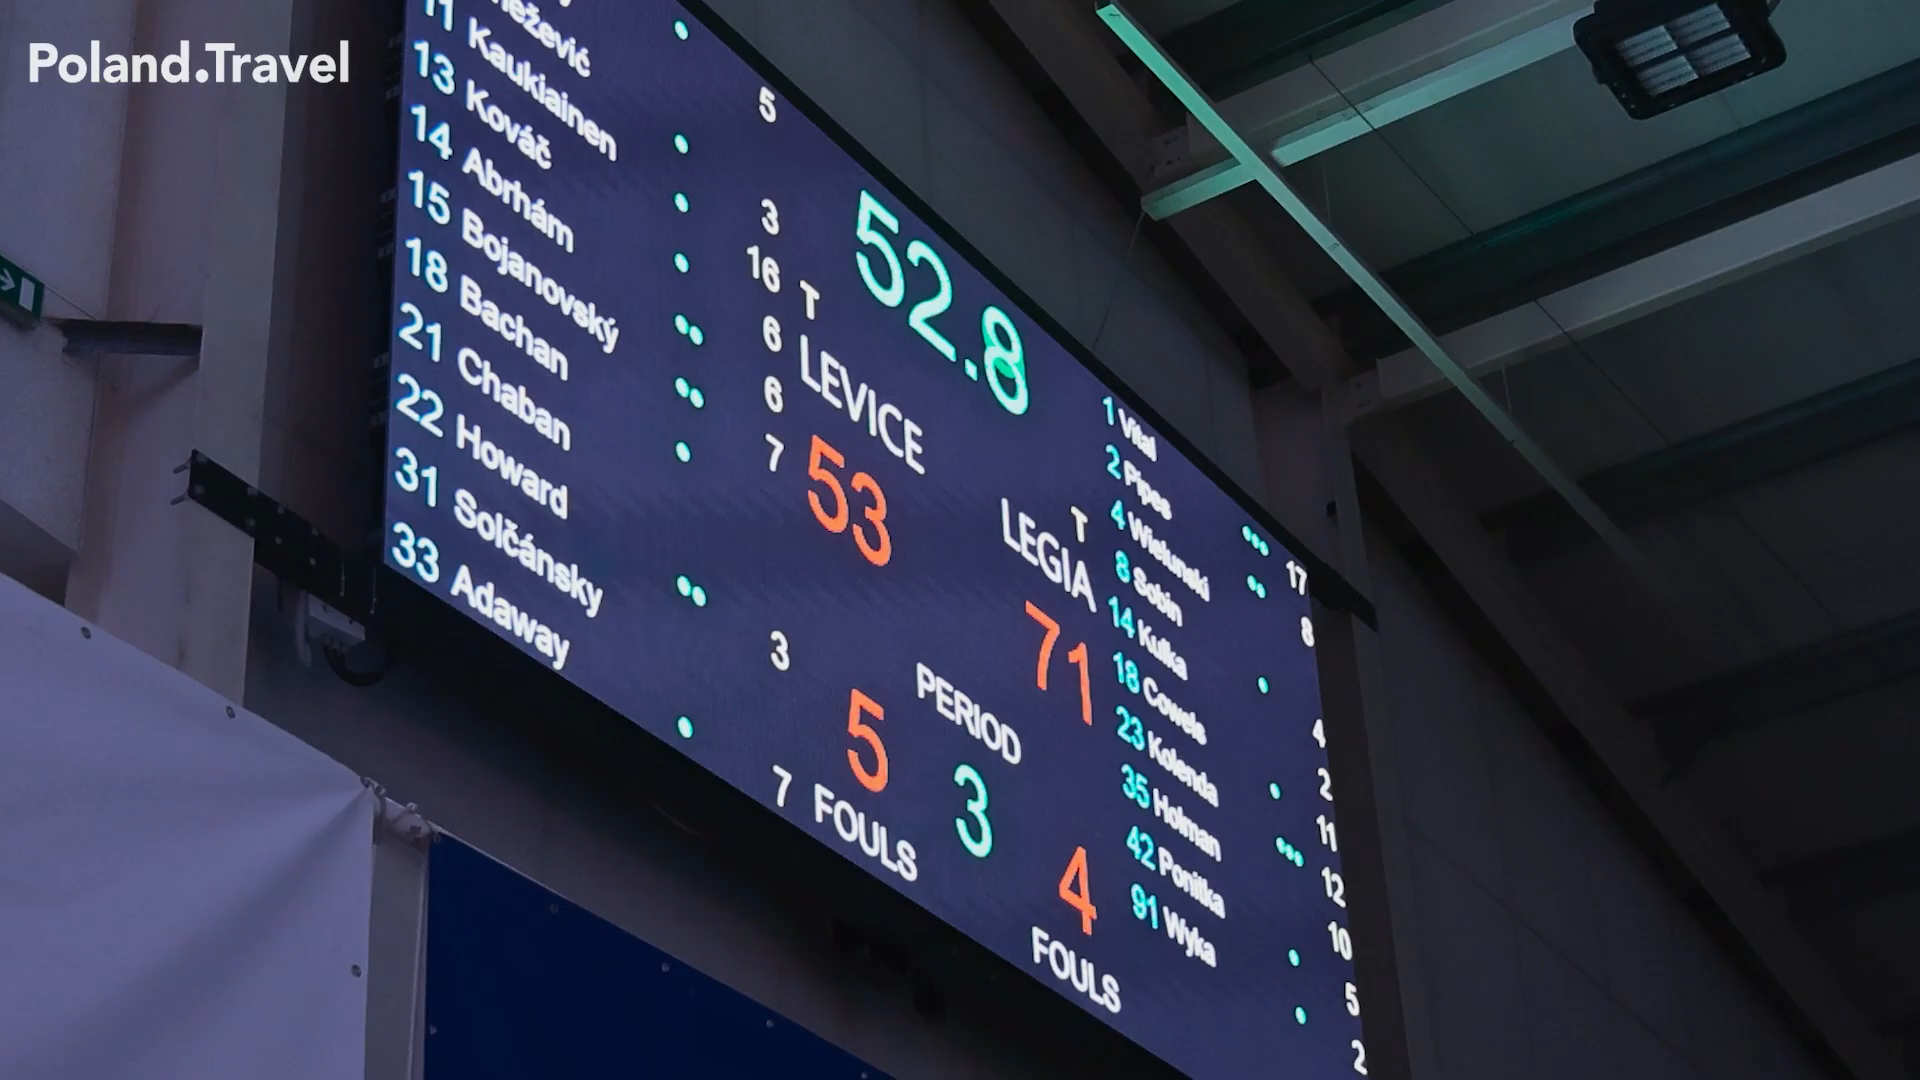 Poland.Travel
11 Kaukiainen
13 Kováč
14 Abrhám
15 Bojanovský
18 Bachan
21 Chaban
22 Howard
31 Solčánsky
33 Adaway
5
3
16
6
6
7
3
7
52.8
T
LEVICE
53
T
LEGIA
71
PERIOD
3
5
FOULS
4
FOULS
1 Vital
2 Pipes
4 Wielunski
8 Sobin
14 Kulka
18 Cowels
23 Kolenda
35 Holman
42 Ponitka
91 Wyka
17
8
4
2
11
12
10
5
2